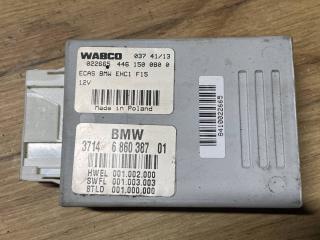 WABCO 037 41/13
022665 446 150 080 0
ECAS BMW EHC1 F15
12V
Made in Poland
BMW
3714 6 860 387 01
HWEL 001.002.000
SWFL 001.003.003
BTLD 001.000.000
B410022665